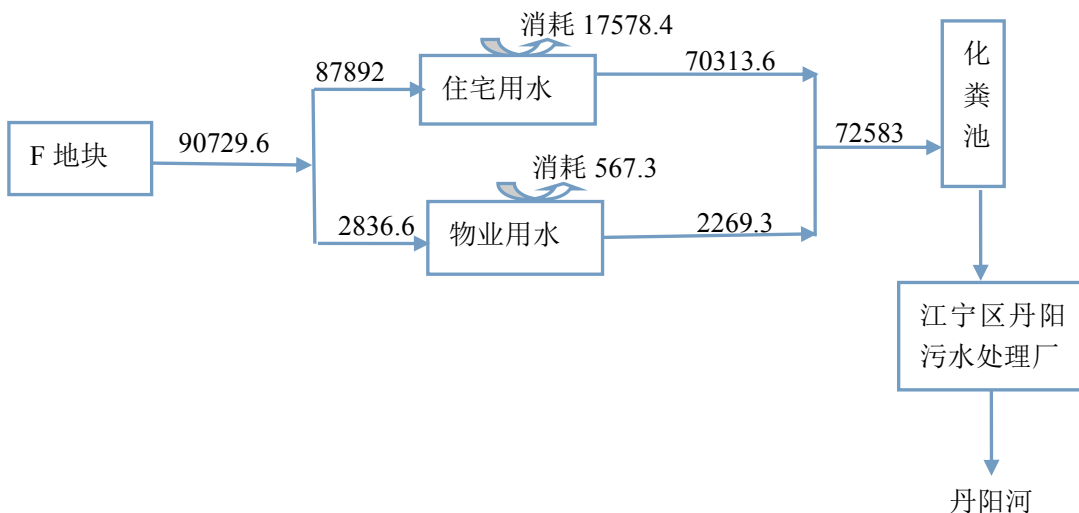 消耗 17578.4
87892
住宅用水
70313.6
化粪池
F 地块
90729.6
72583
消耗 567.3
2836.6
物业用水
2269.3
江宁区丹阳
污水处理厂
丹阳河